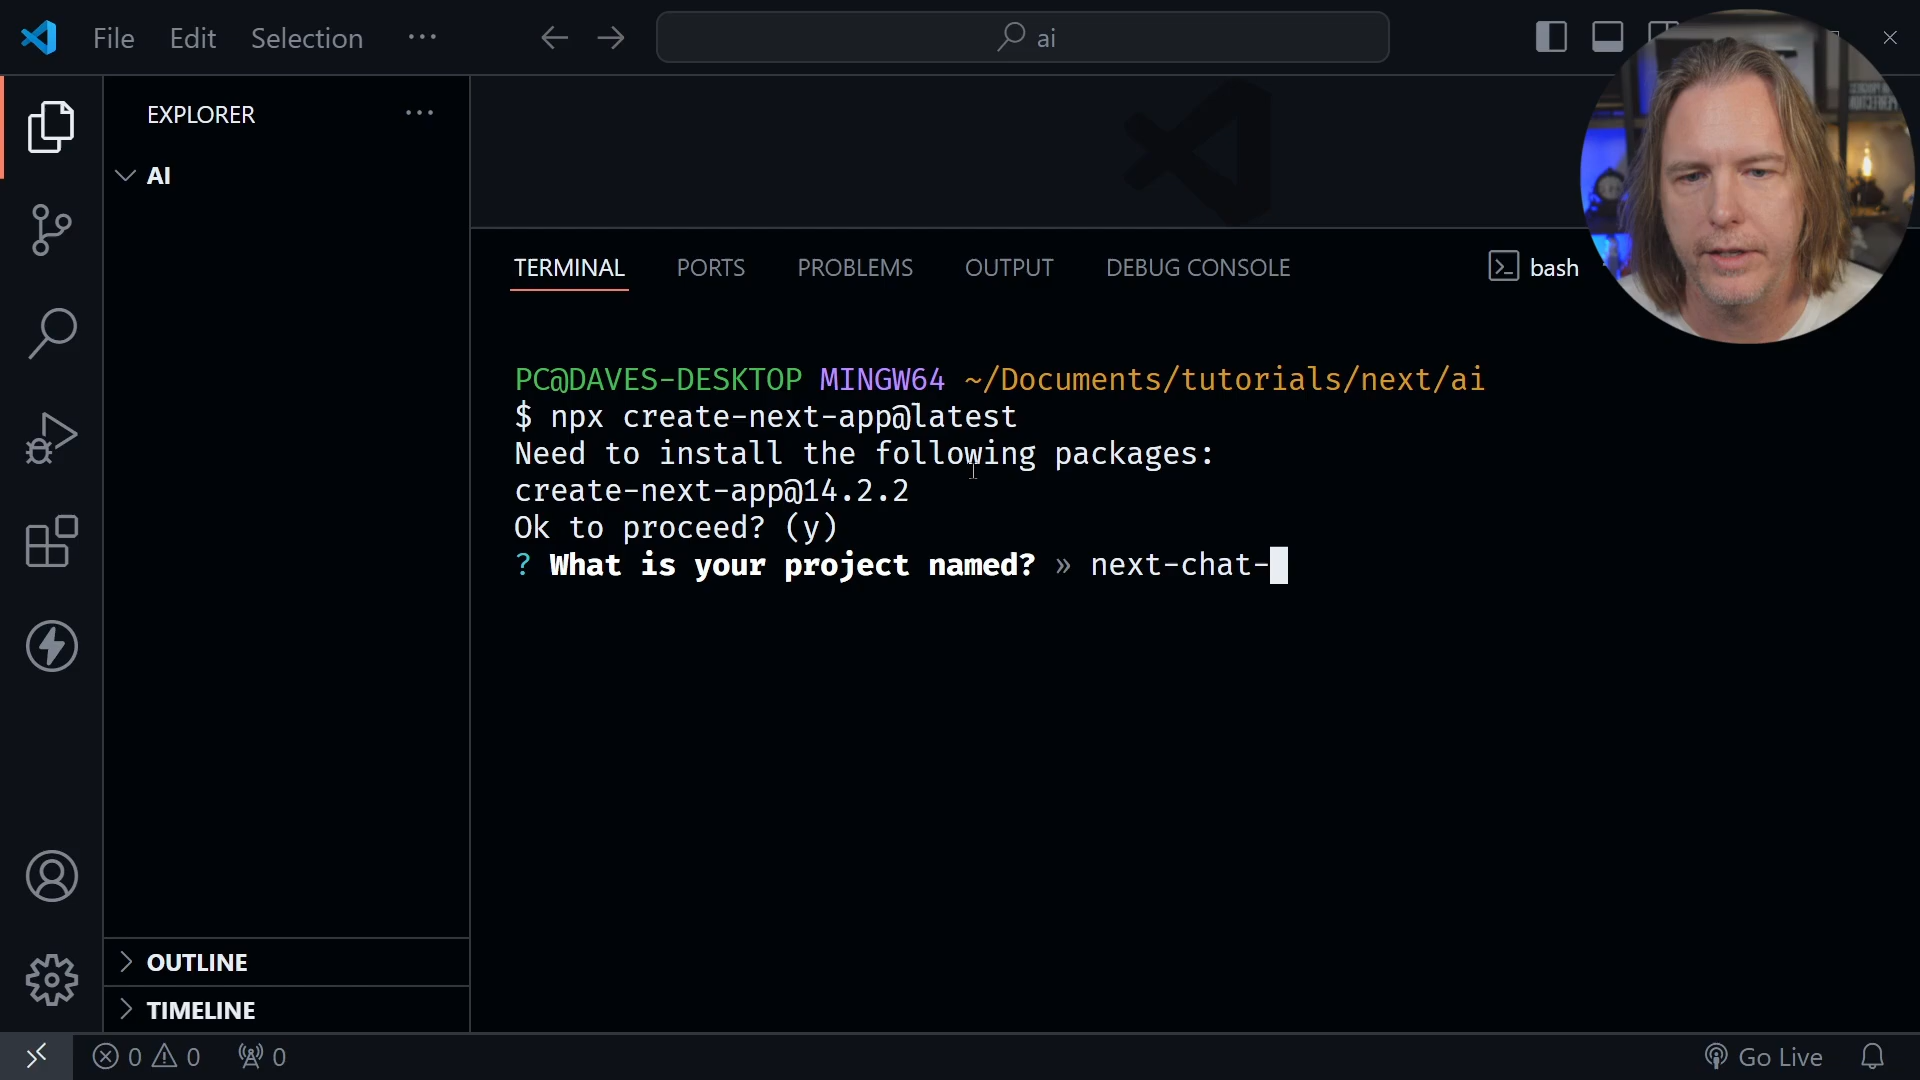 File Edit Selection ···
ai
EXPLORER ···
AI
TERMINAL PORTS PROBLEMS OUTPUT DEBUG CONSOLE
bash
PC@DAVES-DESKTOP MINGW64 ~/Documents/tutorials/next/ai
$ npx create-next-app@latest
Need to install the following packages:
create-next-app@14.2.2
Ok to proceed? (y)
? What is your project named? » next-chat-
OUTLINE
TIMELINE
0 0 0
Go Live